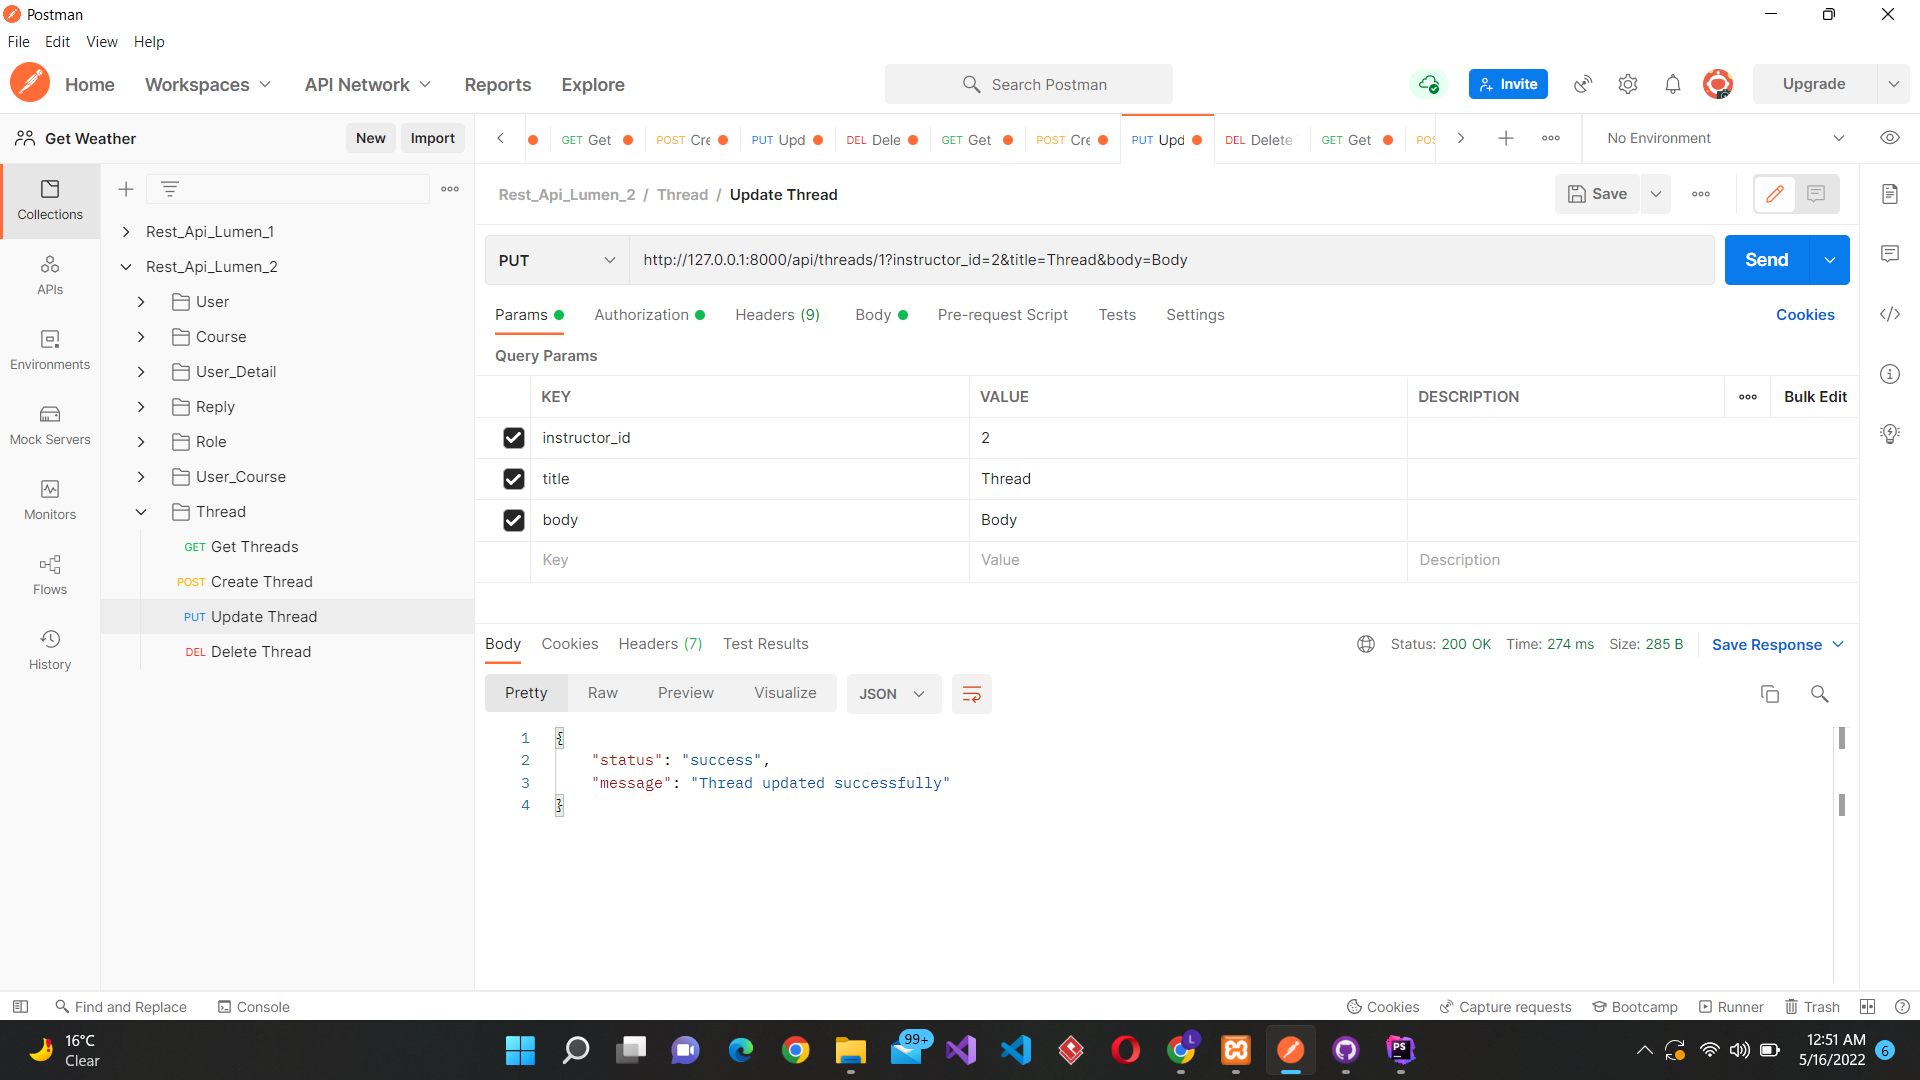 Postman
File Edit View Help
Home Workspaces API Network Reports Explore Search Postman Invite Upgrade
Get Weather New Import GET Get POST Cre PUT Upd DEL Dele GET Get POST Cre PUT Upd DEL Delete GET Get POS No Environment
Collections
APIs
Environments
Mock Servers
Monitors
Flows
History
Rest_Api_Lumen_1
Rest_Api_Lumen_2
User
Course
User_Detail
Reply
Role
User_Course
Thread
GET Get Threads
POST Create Thread
PUT Update Thread
DEL Delete Thread
Rest_Api_Lumen_2 / Thread / Update Thread Save
PUT http://127.0.0.1:8000/api/threads/1?instructor_id=2&title=Thread&body=Body Send
Params Authorization Headers (9) Body Pre-request Script Tests Settings Cookies
Query Params
KEY VALUE DESCRIPTION Bulk Edit
instructor_id 2
title Thread
body Body
Key Value Description
Body Cookies Headers (7) Test Results Status: 200 OK Time: 274 ms Size: 285 B Save Response
Pretty Raw Preview Visualize JSON
1 {
2 "status": "success",
3 "message": "Thread updated successfully"
4 }
Find and Replace Console Cookies Capture requests Bootcamp Runner Trash
16°C
Clear
99+
L
PS
12:51 AM
5/16/2022
6